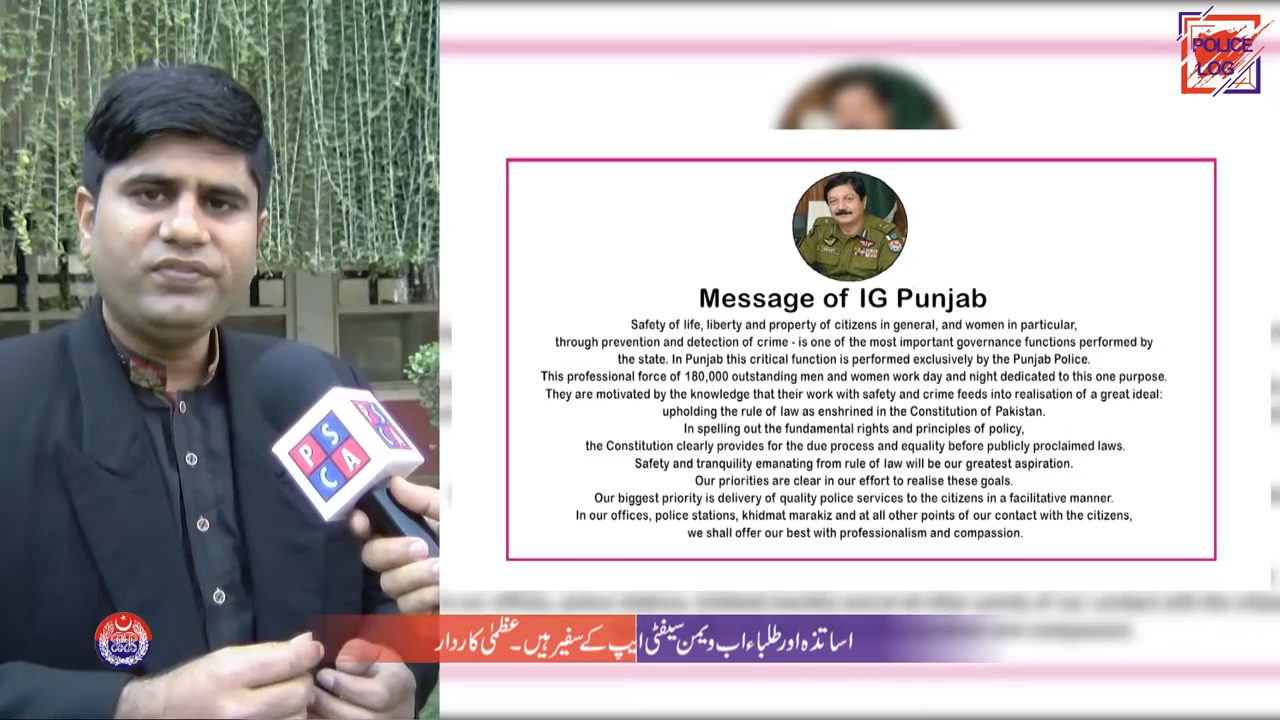 POLICE
LOG
Message of IG Punjab
Safety of life, liberty and property of citizens in general, and women in particular,
through prevention and detection of crime - is one of the most important governance functions performed by
the state. In Punjab this critical function is performed exclusively by the Punjab Police.
This professional force of 180,000 outstanding men and women work day and night dedicated to this one purpose.
They are motivated by the knowledge that their work with safety and crime feeds into realisation of a great ideal:
upholding the rule of law as enshrined in the Constitution of Pakistan.
In spelling out the fundamental rights and principles of policy,
the Constitution clearly provides for the due process and equality before publicly proclaimed laws.
Safety and tranquility emanating from rule of law will be our greatest aspiration.
Our priorities are clear in our effort to realise these goals.
Our biggest priority is delivery of quality police services to the citizens in a facilitative manner.
In our offices, police stations, khidmat marakiz and at all other points of our contact with the citizens,
we shall offer our best with professionalism and compassion.
PSCA
اساتذہ اور طلباء اب ویمن سیفٹی ایپ کے سفیر ہیں۔ عظمیٰ کاردار